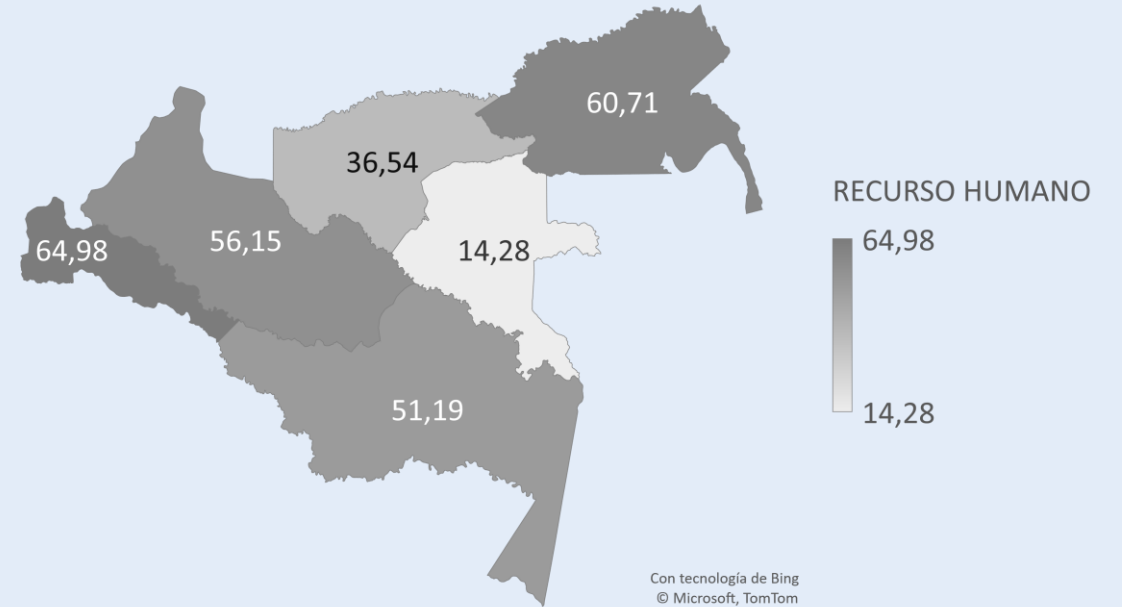 60,71
36,54
64,98
56,15
14,28
51,19
RECURSO HUMANO
64,98
14,28
Con tecnología de Bing
© Microsoft, TomTom